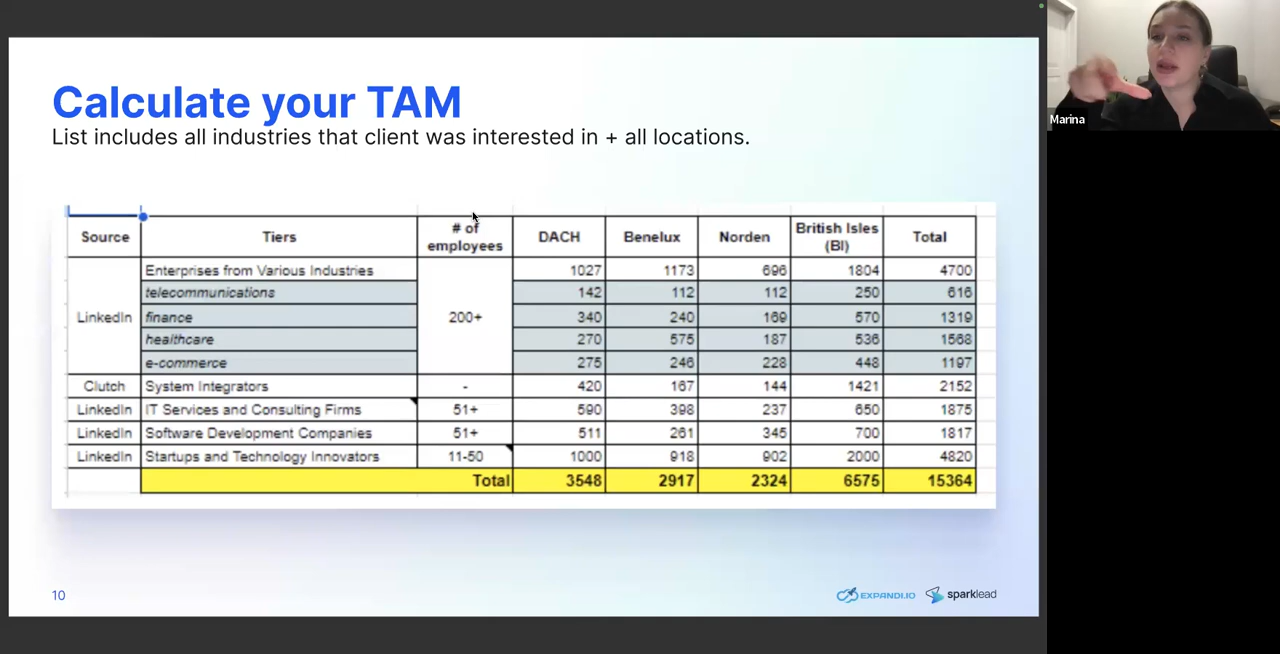 Calculate your TAM
List includes all industries that client was interested in + all locations.
Source Tiers # of employees DACH Benelux Norden British Isles (BI) Total
Enterprises from Various Industries 1027 1173 696 1804 4700
telecommunications 142 112 112 250 616
LinkedIn finance 200+ 340 240 169 570 1319
healthcare 270 575 187 536 1568
e-commerce 275 246 228 448 1197
Clutch System Integrators - 420 167 144 1421 2152
LinkedIn IT Services and Consulting Firms 51+ 590 398 237 650 1875
LinkedIn Software Development Companies 51+ 511 261 345 700 1817
LinkedIn Startups and Technology Innovators 11-50 1000 918 902 2000 4820
Total 3548 2917 2324 6575 15364
10
EXPANDI.IO sparklead
Marina